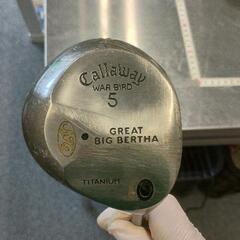 Callaway
WAR BIRD
5
GREAT
BIG BERTHA
TITANIUM